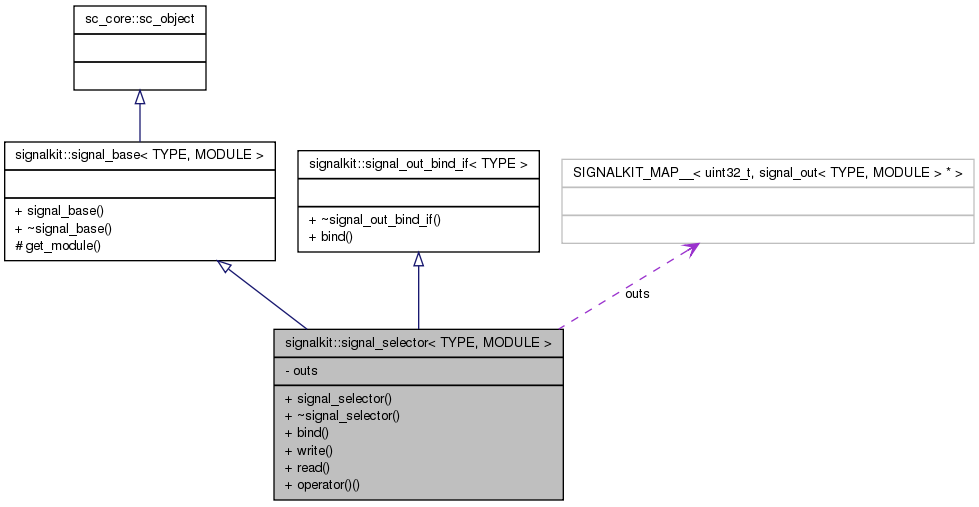 sc_core::sc_object
signalkit::signal_base< TYPE, MODULE >
+ signal_base()
+ ~signal_base()
# get_module()
signalkit::signal_out_bind_if< TYPE >
+ ~signal_out_bind_if()
+ bind()
SIGNALKIT_MAP__< uint32_t, signal_out< TYPE, MODULE > * >
outs
signalkit::signal_selector< TYPE, MODULE >
- outs
+ signal_selector()
+ ~signal_selector()
+ bind()
+ write()
+ read()
+ operator()()